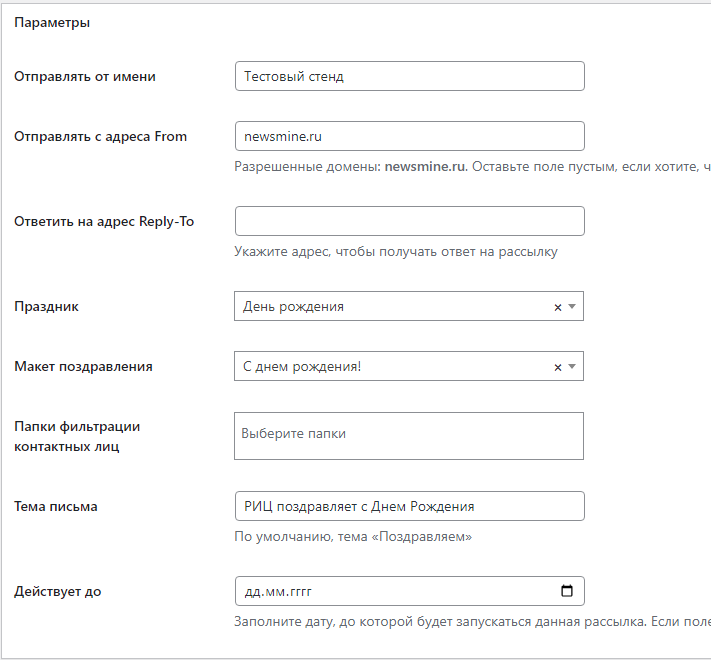 Параметры
Отправлять от имени
Тестовый стенд
Отправлять с адреса From
newsmine.ru
Разрешенные домены: newsmine.ru. Оставьте поле пустым, если хотите, ч
Ответить на адрес Reply-To
Укажите адрес, чтобы получать ответ на рассылку
Праздник
День рождения
Макет поздравления
С днем рождения!
Папки фильтрации
контактных лиц
Выберите папки
Тема письма
РИЦ поздравляет с Днем Рождения
По умолчанию, тема «Поздравляем»
Действует до
дд.мм.гггг
Заполните дату, до которой будет запускаться данная рассылка. Если поле